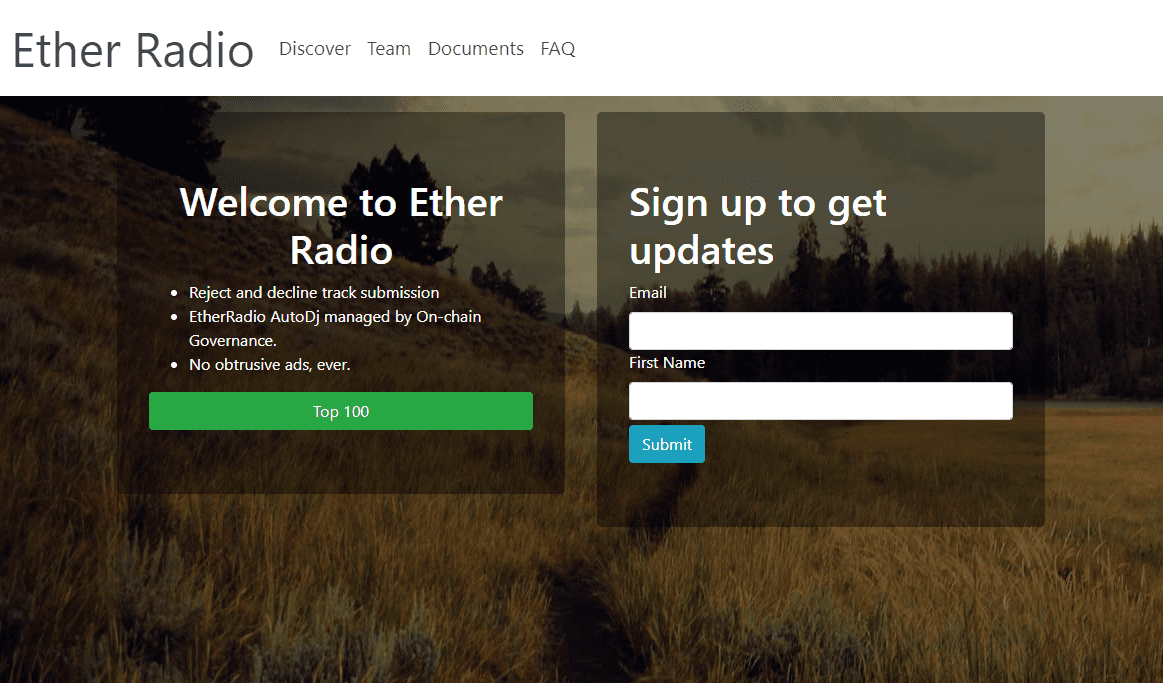 Ether Radio
Discover
Team
Documents
FAQ
Welcome to Ether
Radio
Reject and decline track submission
EtherRadio AutoDj managed by On-chain
Governance.
No obtrusive ads, ever.
Top 100
Sign up to get
updates
Email
First Name
Submit